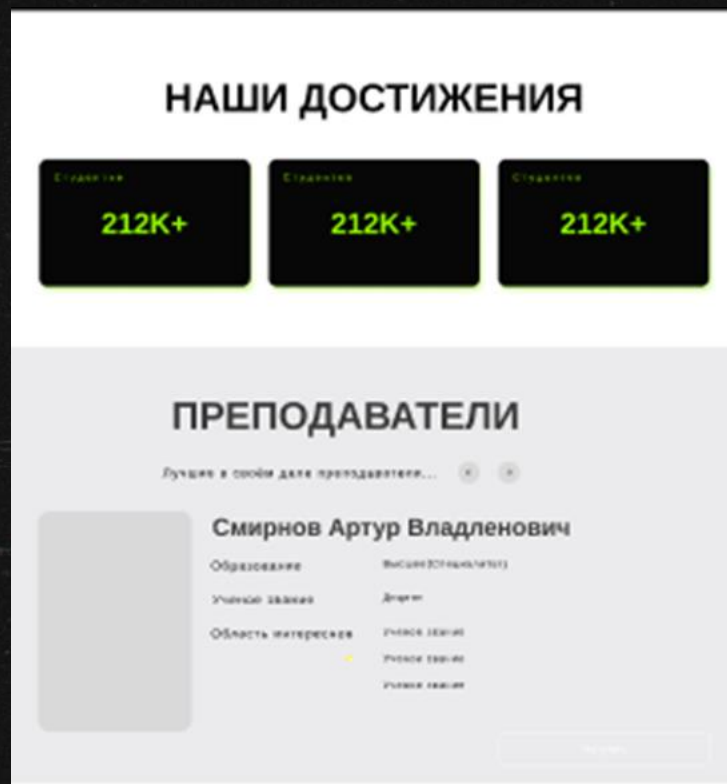 НАШИ ДОСТИЖЕНИЯ
Студентов Студентов Студентов
212K+ 212K+ 212K+
ПРЕПОДАВАТЕЛИ
Лучшие в своём деле преподаватели...
Смирнов Артур Владленович
Образование Высшее (Специалитет)
Ученое звание Доцент
Область интересов Ученое звание
Ученое звание
Ученое звание